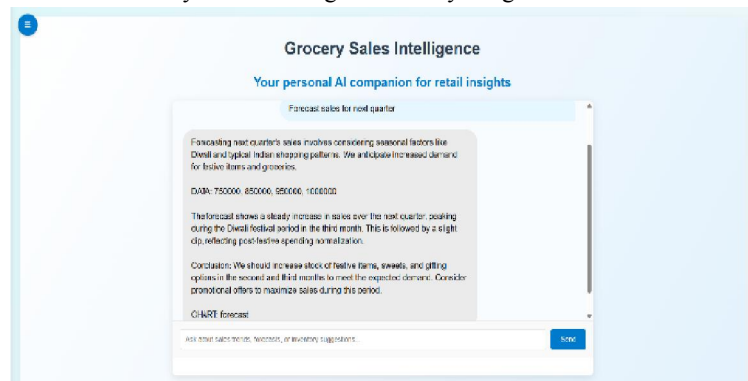 Grocery Sales Intelligence
Your personal AI companion for retail insights
Forecast sales for next quarter
Forecasting next quarter's sales involves considering seasonal factors like
Diwali and typical Indian shopping patterns. We anticipate increased demand
for festive items and groceries.
DATA: 750000, 850000, 950000, 1000000
The forecast shows a steady increase in sales over the next quarter, peaking
during the Diwali festival period in the third month. This is followed by a slight
dip, reflecting post-festive spending normalization.
Conclusion: We should increase stock of festive items, sweets, and gifting
options in the second and third months to meet the expected demand. Consider
promotional offers to maximize sales during this period.
CHART: forecast
Ask about sales trends, forecasts, or inventory suggestions...
Send